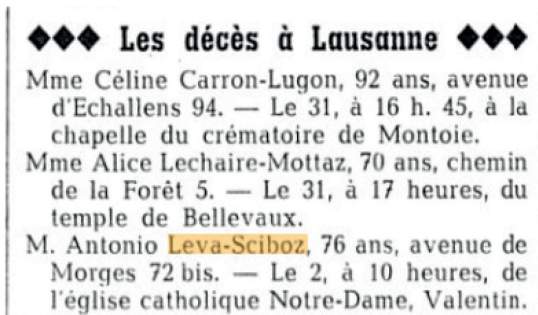 ◆◆◆ Les décès à Lausanne ◆◆◆
Mme Céline Carron-Lugon, 92 ans, avenue
d'Echallens 94. — Le 31, à 16 h. 45, à la
chapelle du crématoire de Montoie.
Mme Alice Lechaire-Mottaz, 70 ans, chemin
de la Forêt 5. — Le 31, à 17 heures, du
temple de Bellevaux.
M. Antonio Leva-Sciboz, 76 ans, avenue de
Morges 72 bis. — Le 2, à 10 heures, de
l'église catholique Notre-Dame, Valentin.